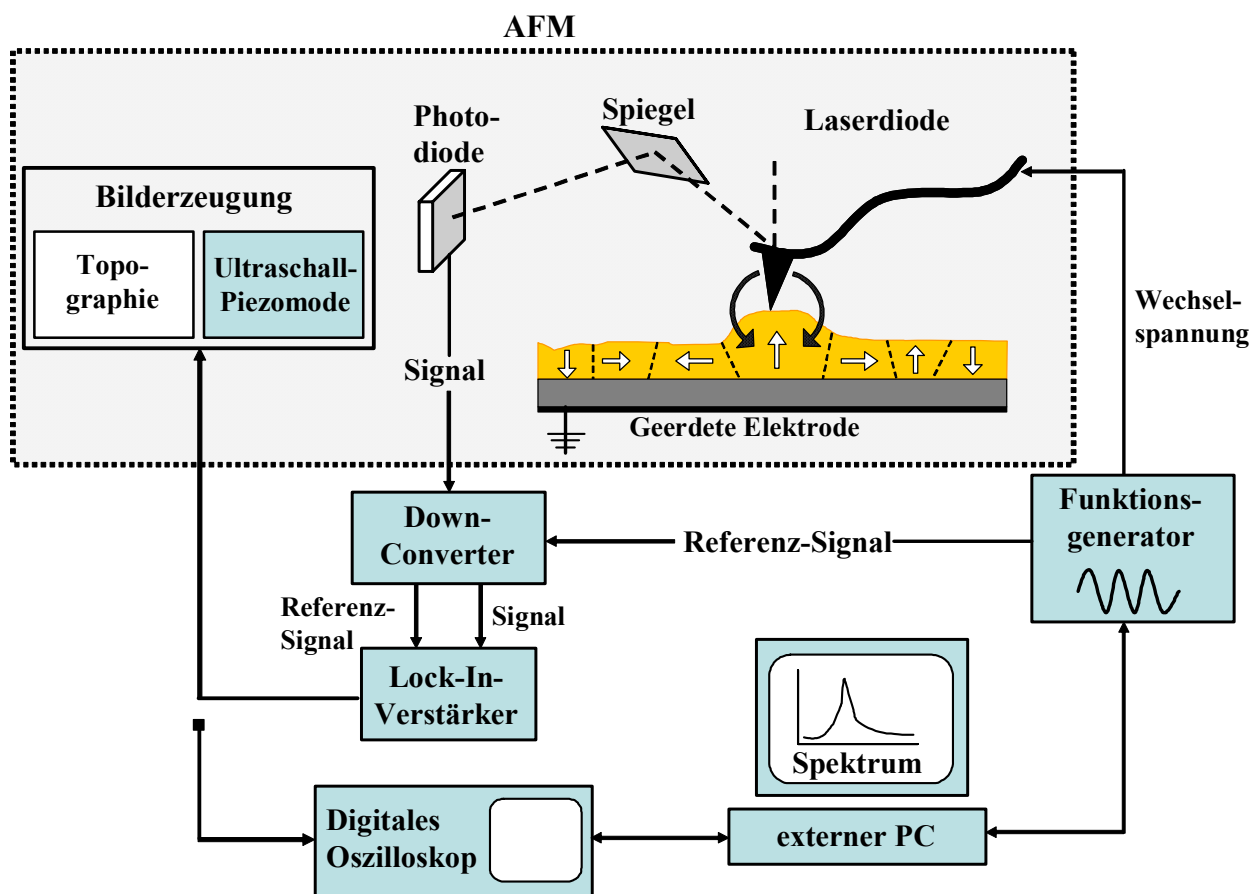 AFM
Photo-
diode
Spiegel
Laserdiode
Bilderzeugung
Topo-
graphie
Ultraschall-
Piezomode
Signal
Wechsel-
spannung
Geerdete Elektrode
Down-
Converter
Referenz-Signal
Funktions-
generator
Referenz-
Signal
Signal
Lock-In-
Verstärker
Spektrum
Digitales
Oszilloskop
externer PC